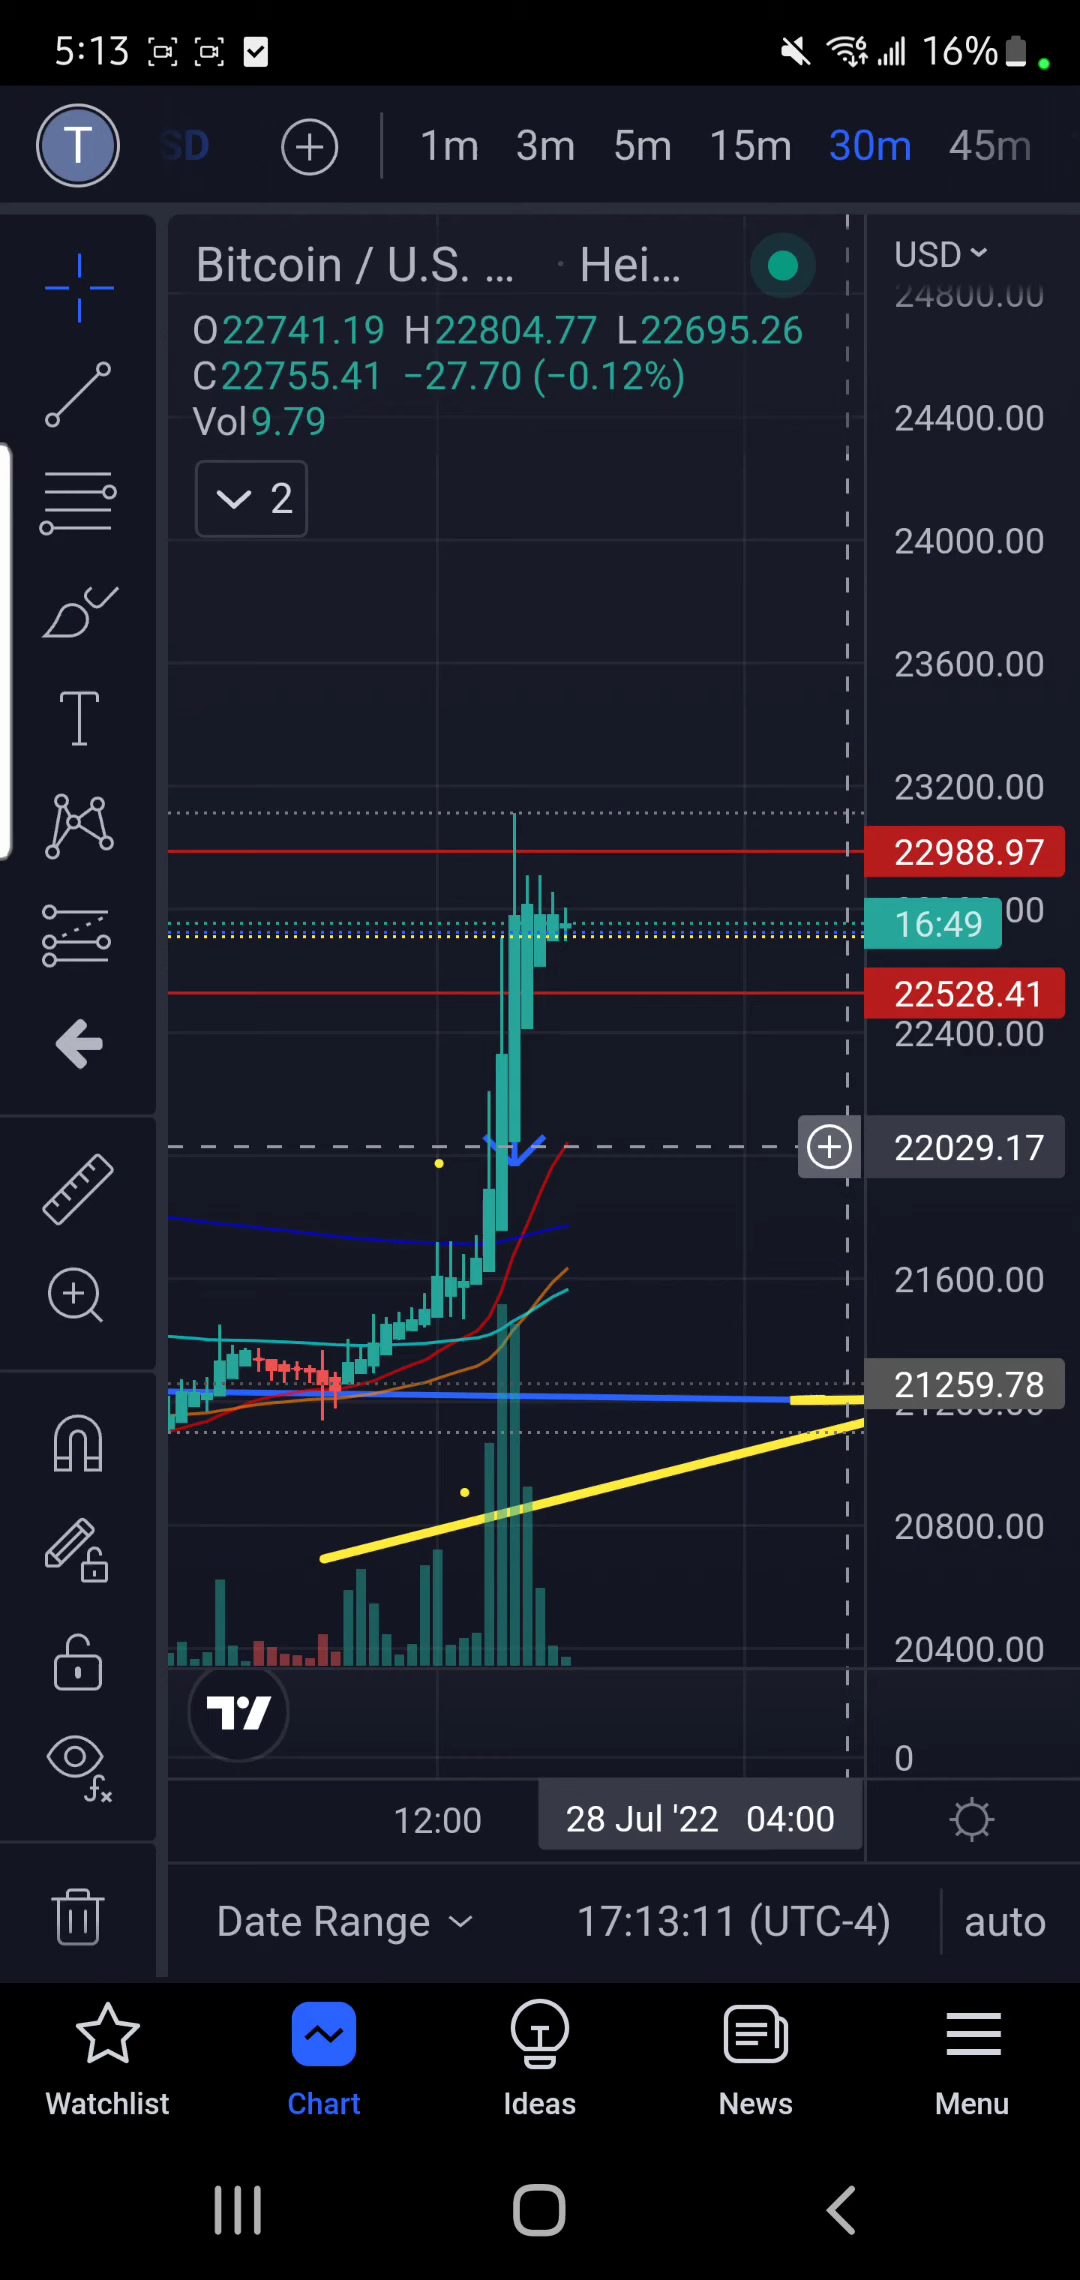 5:13 6 16%
T SD 1m 3m 5m 15m 30m 45m
Bitcoin / U.S. ... · Hei...
USD
24800.00
O22741.19 H22804.77 L22695.26
C22755.41 −27.70 (−0.12%)
Vol9.79
24400.00
2
24000.00
23600.00
T
23200.00
22988.97
00
16:49
22528.41
22400.00
22029.17
21600.00
21259.78
20800.00
20400.00
0
12:00 28 Jul '22 04:00
Date Range 17:13:11 (UTC-4) auto
Watchlist Chart Ideas News Menu